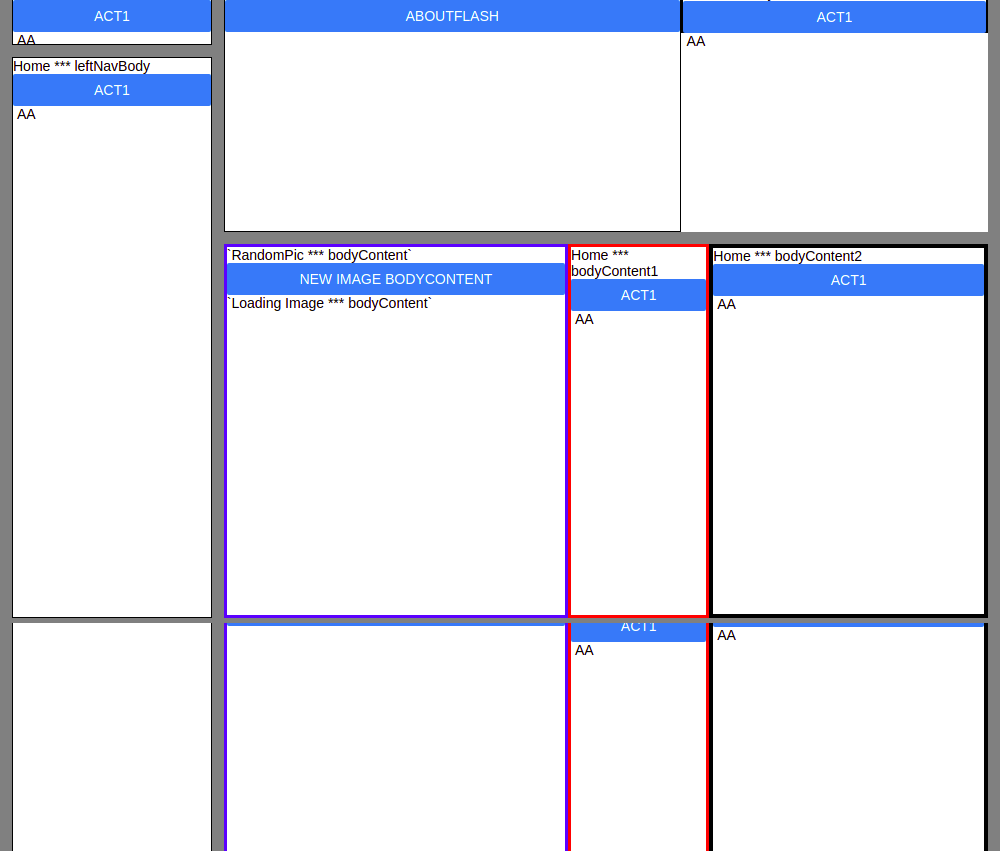 ACT1
AA
Home *** leftNavBody
ACT1
AA
ABOUTFLASH
ACT1
AA
`RandomPic *** bodyContent`
NEW IMAGE BODYCONTENT
`Loading Image *** bodyContent`
Home ***
bodyContent1
ACT1
AA
Home *** bodyContent2
ACT1
AA
ACT1
AA
AA